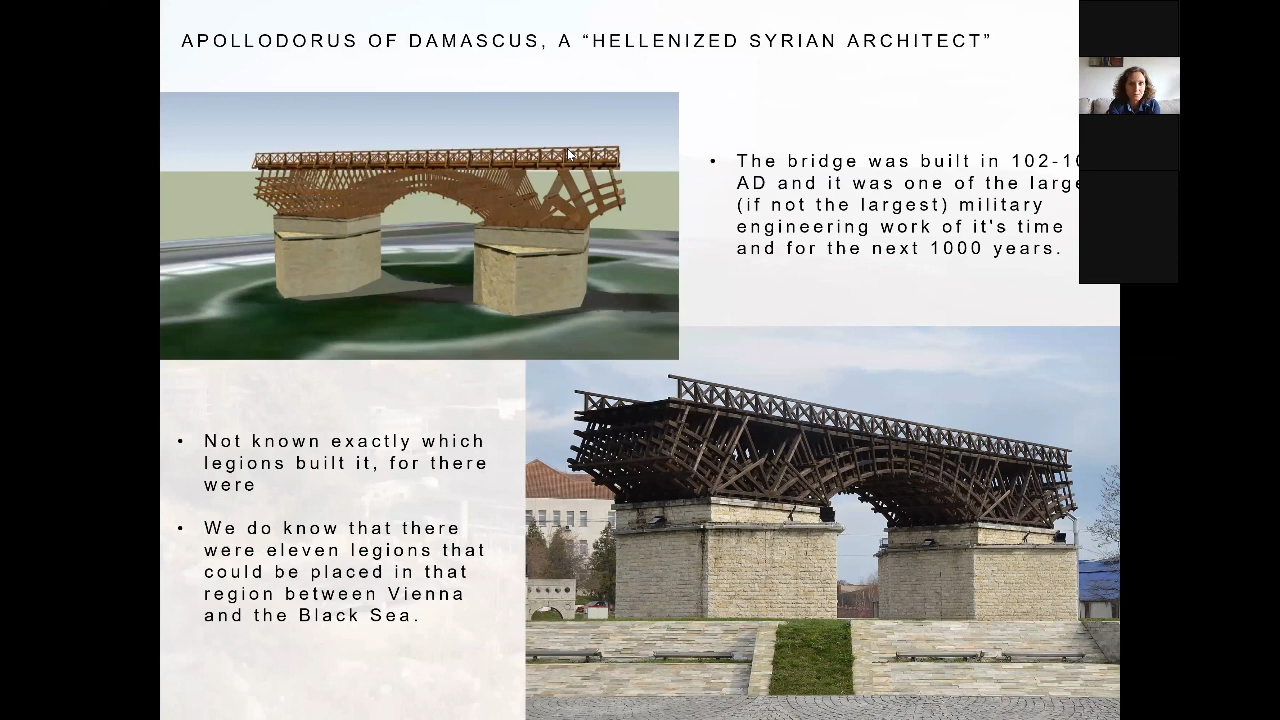 APOLLODORUS OF DAMASCUS, A “HELLENIZED SYRIAN ARCHITECT”
• The bridge was built in 102-10
AD and it was one of the large
(if not the largest) military
engineering work of it's time
and for the next 1000 years.
• Not known exactly which
legions built it, for there
were
• We do know that there
were eleven legions that
could be placed in that
region between Vienna
and the Black Sea.